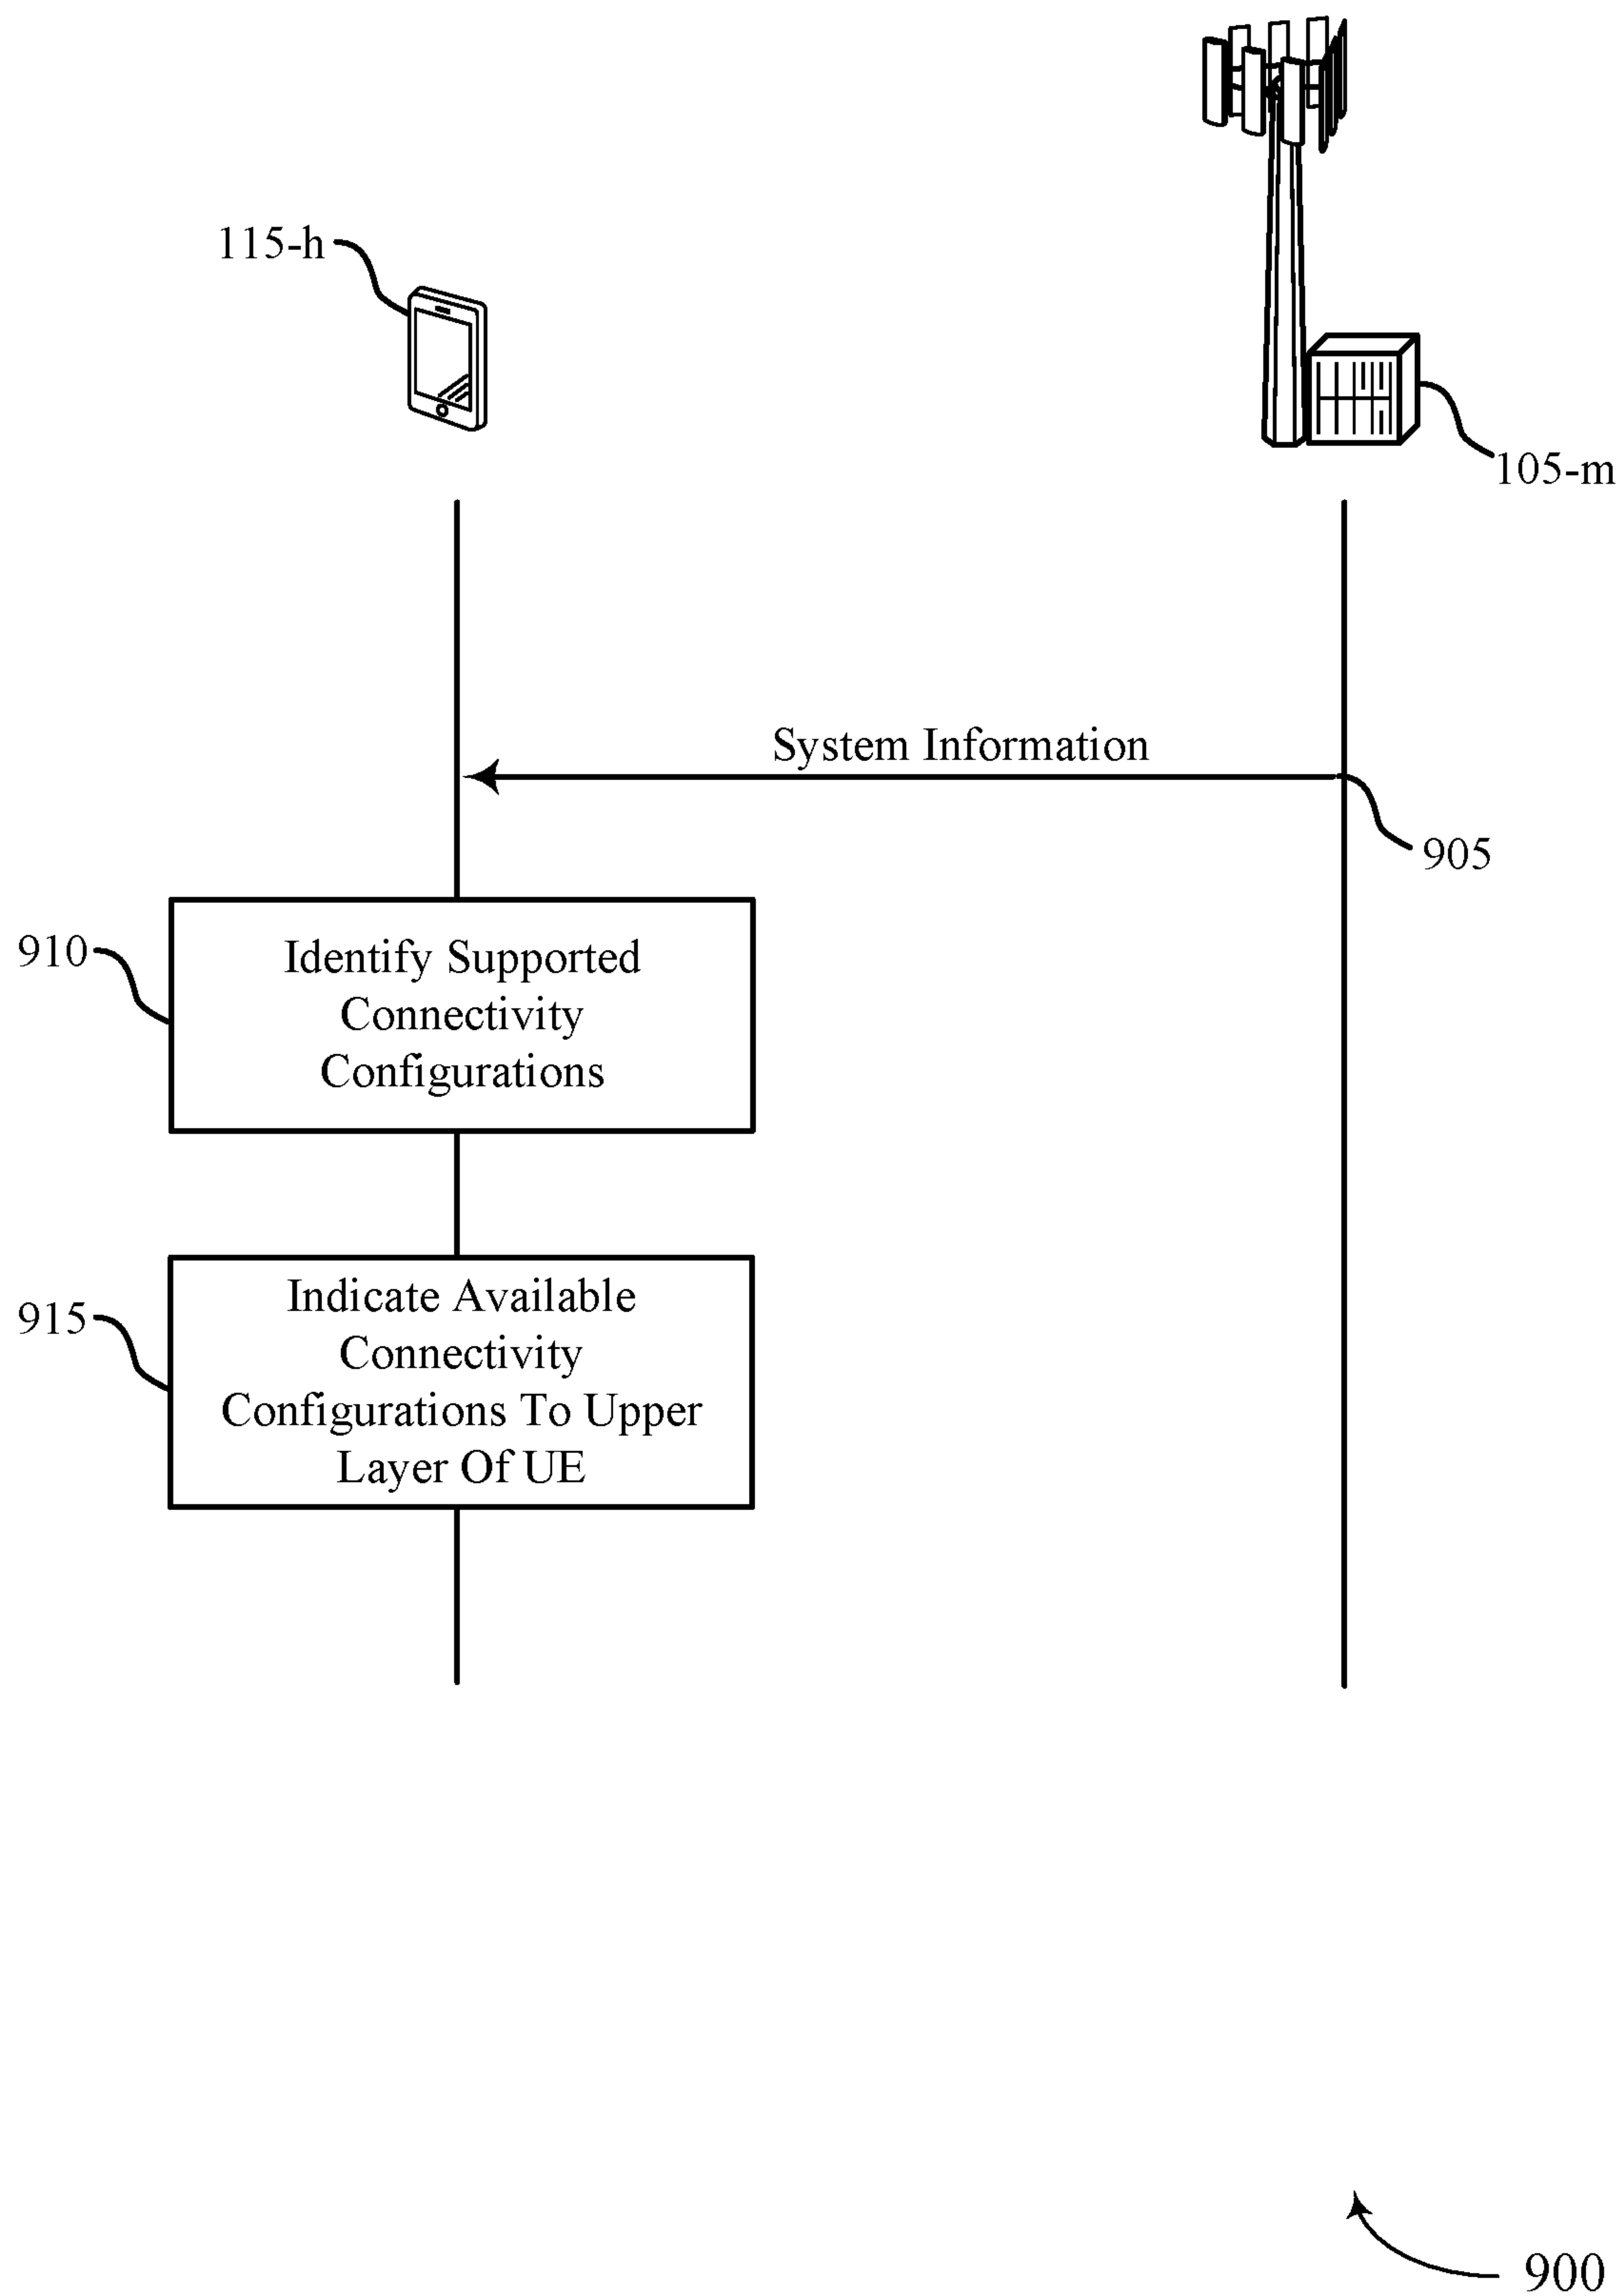 115-h
105-m
System Information
905
910
Identify Supported
Connectivity
Configurations
915
Indicate Available
Connectivity
Configurations To Upper
Layer Of UE
900